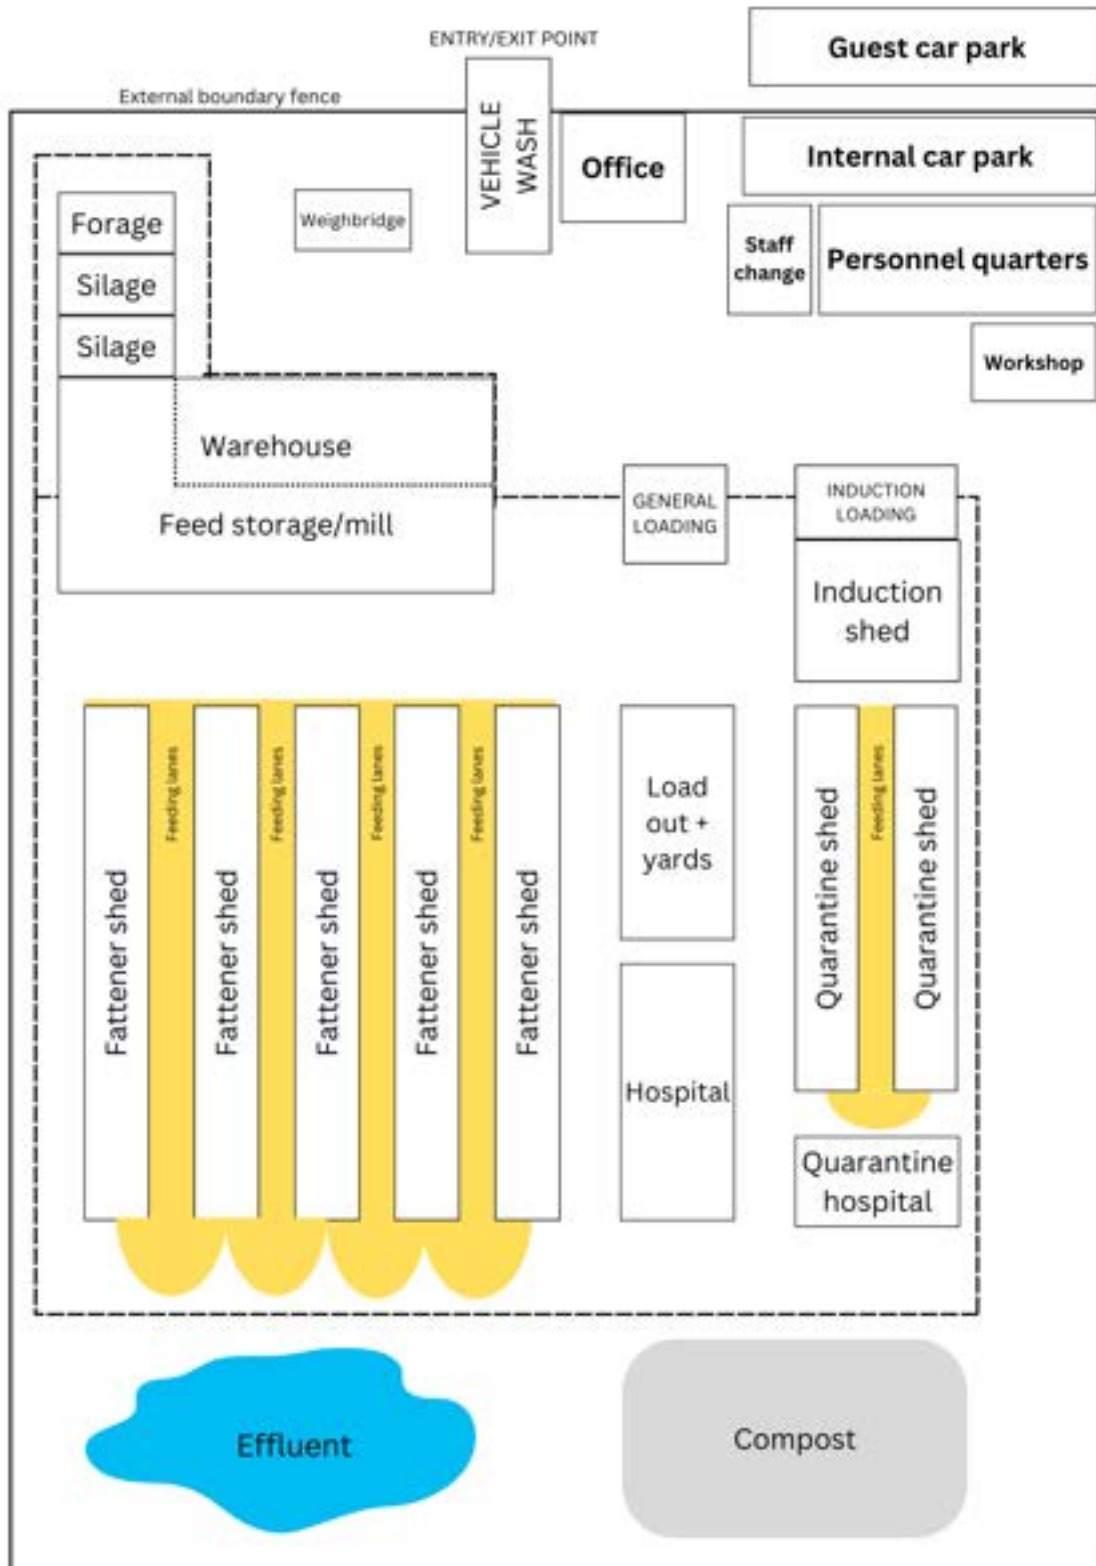 ENTRY/EXIT POINT
Guest car park
External boundary fence
VEHICLE
WASH
Office
Internal car park
Forage
Weighbridge
Staff
change
Personnel quarters
Silage
Silage
Workshop
Warehouse
GENERAL
LOADING
INDUCTION
LOADING
Feed storage/mill
Induction
shed
Fattener shed
Feeding lanes
Fattener shed
Feeding lanes
Fattener shed
Feeding lanes
Fattener shed
Feeding lanes
Fattener shed
Load
out +
yards
Quarantine shed
Feeding lanes
Quarantine shed
Hospital
Quarantine
hospital
Effluent
Compost